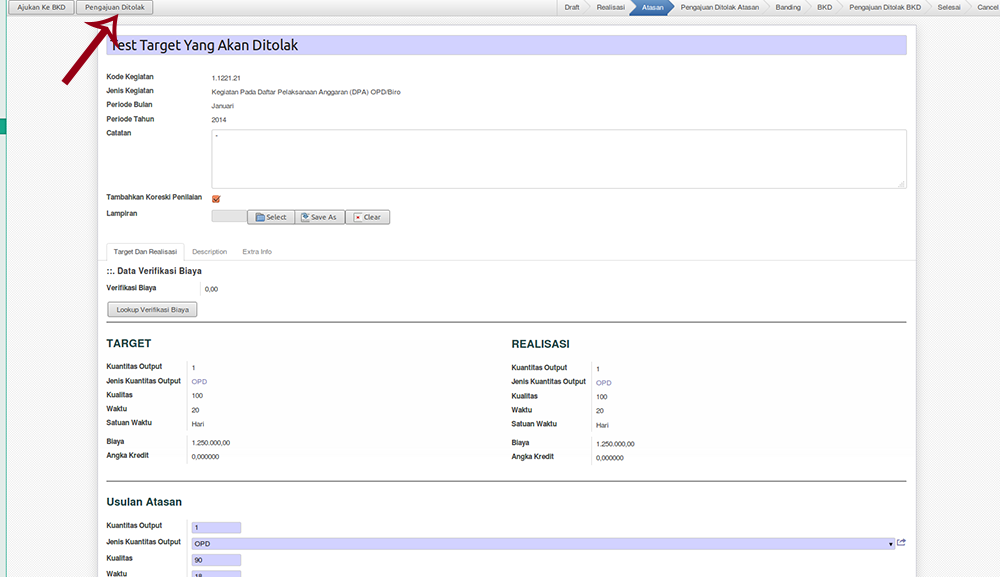 Ajukan Ke BKD Pengajuan Ditolak Draft Realisasi Atasan Pengajuan Ditolak Atasan Banding BKD Pengajuan Ditolak BKD Selesai Cancel
Test Target Yang Akan Ditolak
Kode Kegiatan 1.1221.21
Jenis Kegiatan Kegiatan Pada Daftar Pelaksanaan Anggaran (DPA) OPD/Biro
Periode Bulan Januari
Periode Tahun 2014
Catatan -
Tambahkan Koreski Penilaian
Lampiran Select Save As Clear
Target Dan Realisasi Description Extra Info
::. Data Verifikasi Biaya
Verifikasi Biaya 0,00
Lookup Verifikasi Biaya
TARGET
Kuantitas Output 1
Jenis Kuantitas Output OPD
Kualitas 100
Waktu 20
Satuan Waktu Hari
Biaya 1.250.000,00
Angka Kredit 0,000000
REALISASI
Kuantitas Output 1
Jenis Kuantitas Output OPD
Kualitas 100
Waktu 20
Satuan Waktu Hari
Biaya 1.250.000,00
Angka Kredit 0,000000
Usulan Atasan
Kuantitas Output 1
Jenis Kuantitas Output OPD
Kualitas 90
Waktu 18